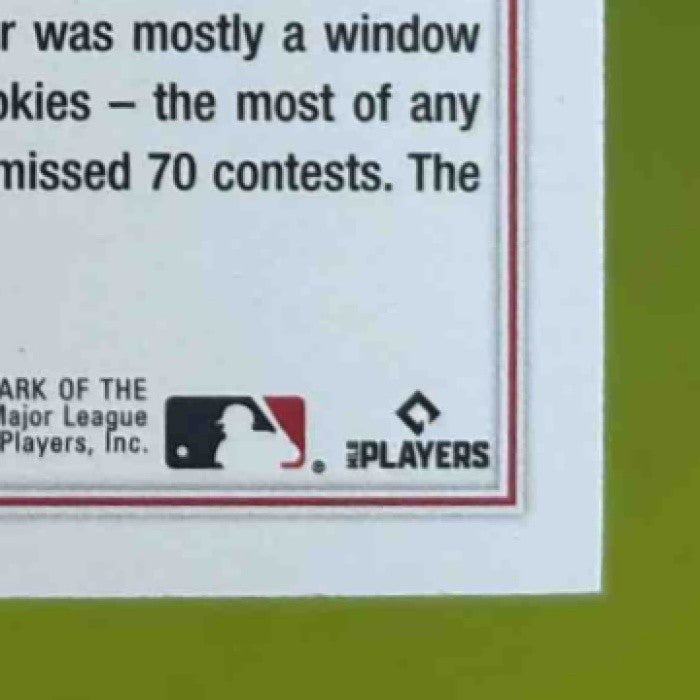 r was mostly a window
okies – the most of any
missed 70 contests. The
ARK OF THE
Major League
Players, Inc.
® MLB PLAYERS